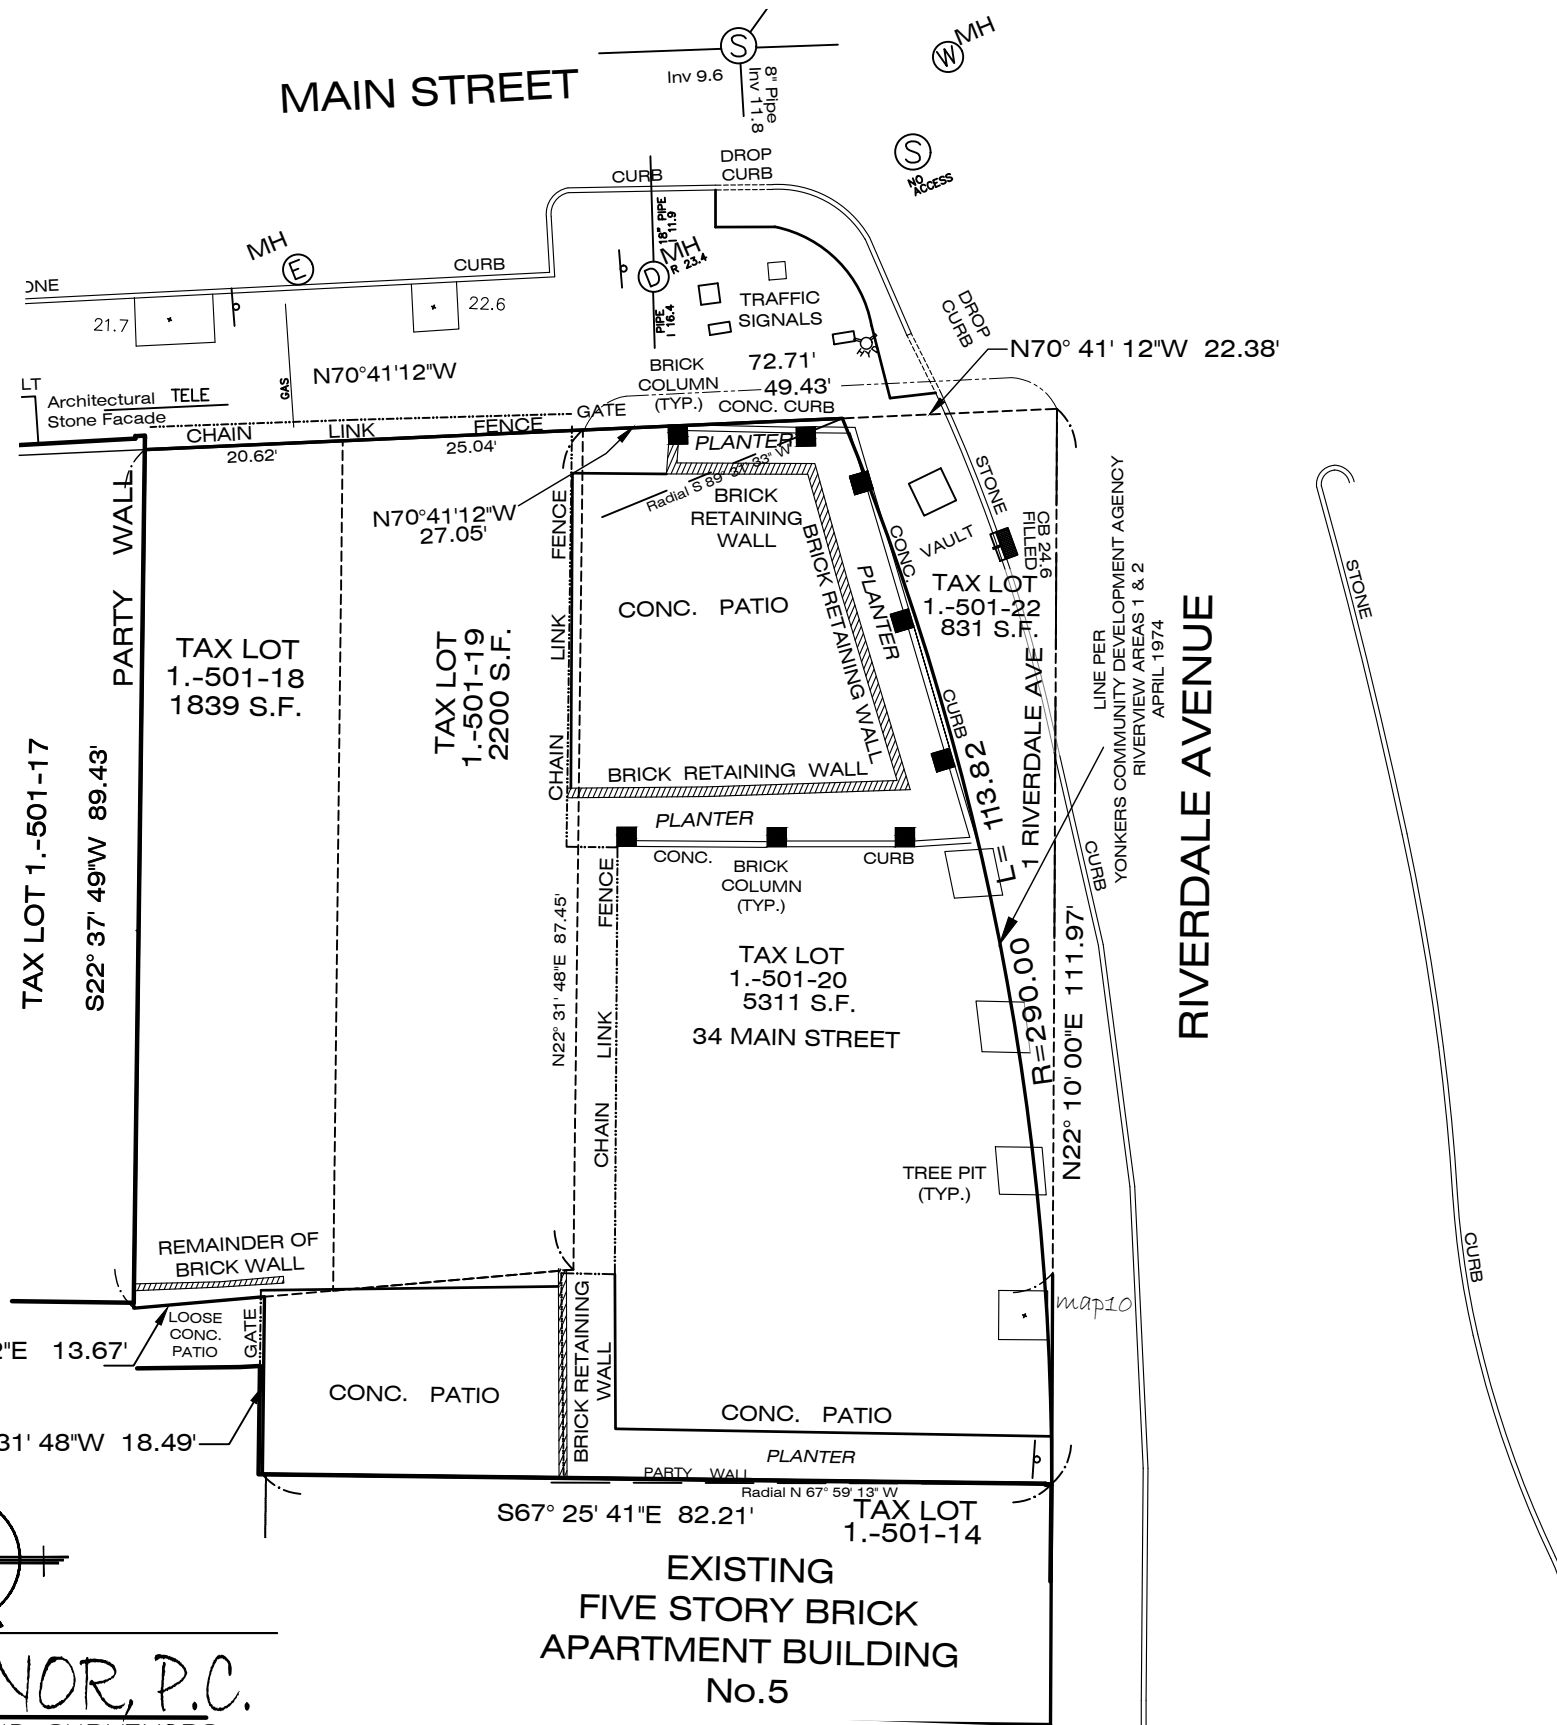 MAIN STREET
S
Inv 9.6
8" Pipe
Inv 11.8
W
MH
S
NO
ACCESS
DROP
CURB
CURB
18" PIPE
I 11.9
D
MH
R 23.4
PIPE
I 16.4
MH
E
CURB
21.7
22.6
TRAFFIC
SIGNALS
DROP
CURB
N70°41'12"W
GAS
BRICK
COLUMN
(TYP.)
72.71'
49.43'
N70° 41' 12"W 22.38'
LT
Architectural
Stone Facade
TELE
CHAIN LINK FENCE
GATE
CONC. CURB
20.62'
25.04'
PLANTER
Radial S 89° 31' 33" W
N70°41'12"W
27.05'
BRICK
RETAINING
WALL
CONC. PATIO
BRICK RETAINING WALL
PLANTER
CONC.
CURB
VAULT
STONE
CB 24.6
FILLED
TAX LOT
1.-501-22
831 S.F.
1 RIVERDALE AVE
LINE PER
YONKERS COMMUNITY DEVELOPMENT AGENCY
RIVERVIEW AREAS 1 & 2
APRIL 1974
RIVERDALE AVENUE
STONE
CURB
CURB
PARTY WALL
TAX LOT
1.-501-18
1839 S.F.
TAX LOT
1.-501-19
2200 S.F.
CHAIN LINK FENCE
TAX LOT 1.-501-17
S22° 37' 49"W 89.43'
BRICK RETAINING WALL
PLANTER
CONC.
CURB
BRICK
COLUMN
(TYP.)
L= 113.82
R=290.00
N22° 10' 00"E 111.97'
N22° 31' 48"E 87.45'
CHAIN LINK FENCE
TAX LOT
1.-501-20
5311 S.F.
34 MAIN STREET
TREE PIT
(TYP.)
map10
REMAINDER OF
BRICK WALL
LOOSE
CONC.
PATIO
GATE
"E 13.67'
31' 48"W 18.49'
CONC. PATIO
BRICK RETAINING
WALL
CONC. PATIO
PLANTER
PARTY WALL
Radial N 67° 59' 13" W
S67° 25' 41"E 82.21'
TAX LOT
1.-501-14
EXISTING
FIVE STORY BRICK
APARTMENT BUILDING
No.5
NOR, P.C.